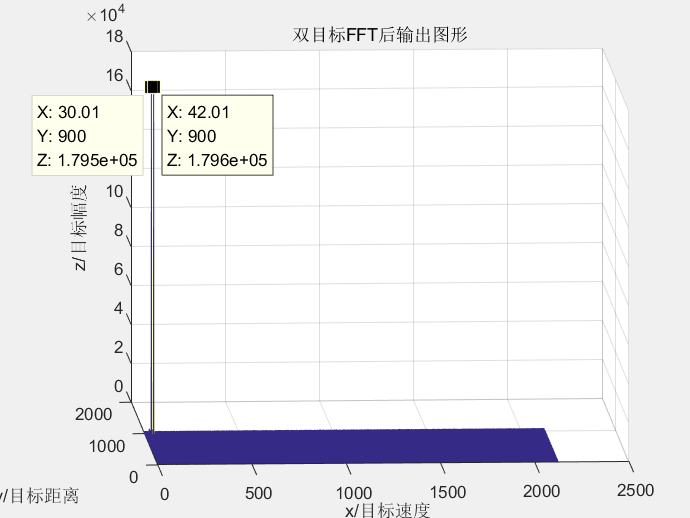 ×10⁴
双目标FFT后输出图形
18
16
X: 30.01
Y: 900
Z: 1.795e+05
X: 42.01
Y: 900
Z: 1.796e+05
z/目标幅度
10
8
6
4
2
0
2000
1000
0
y/目标距离
0
500
1000
1500
2000
2500
x/目标速度